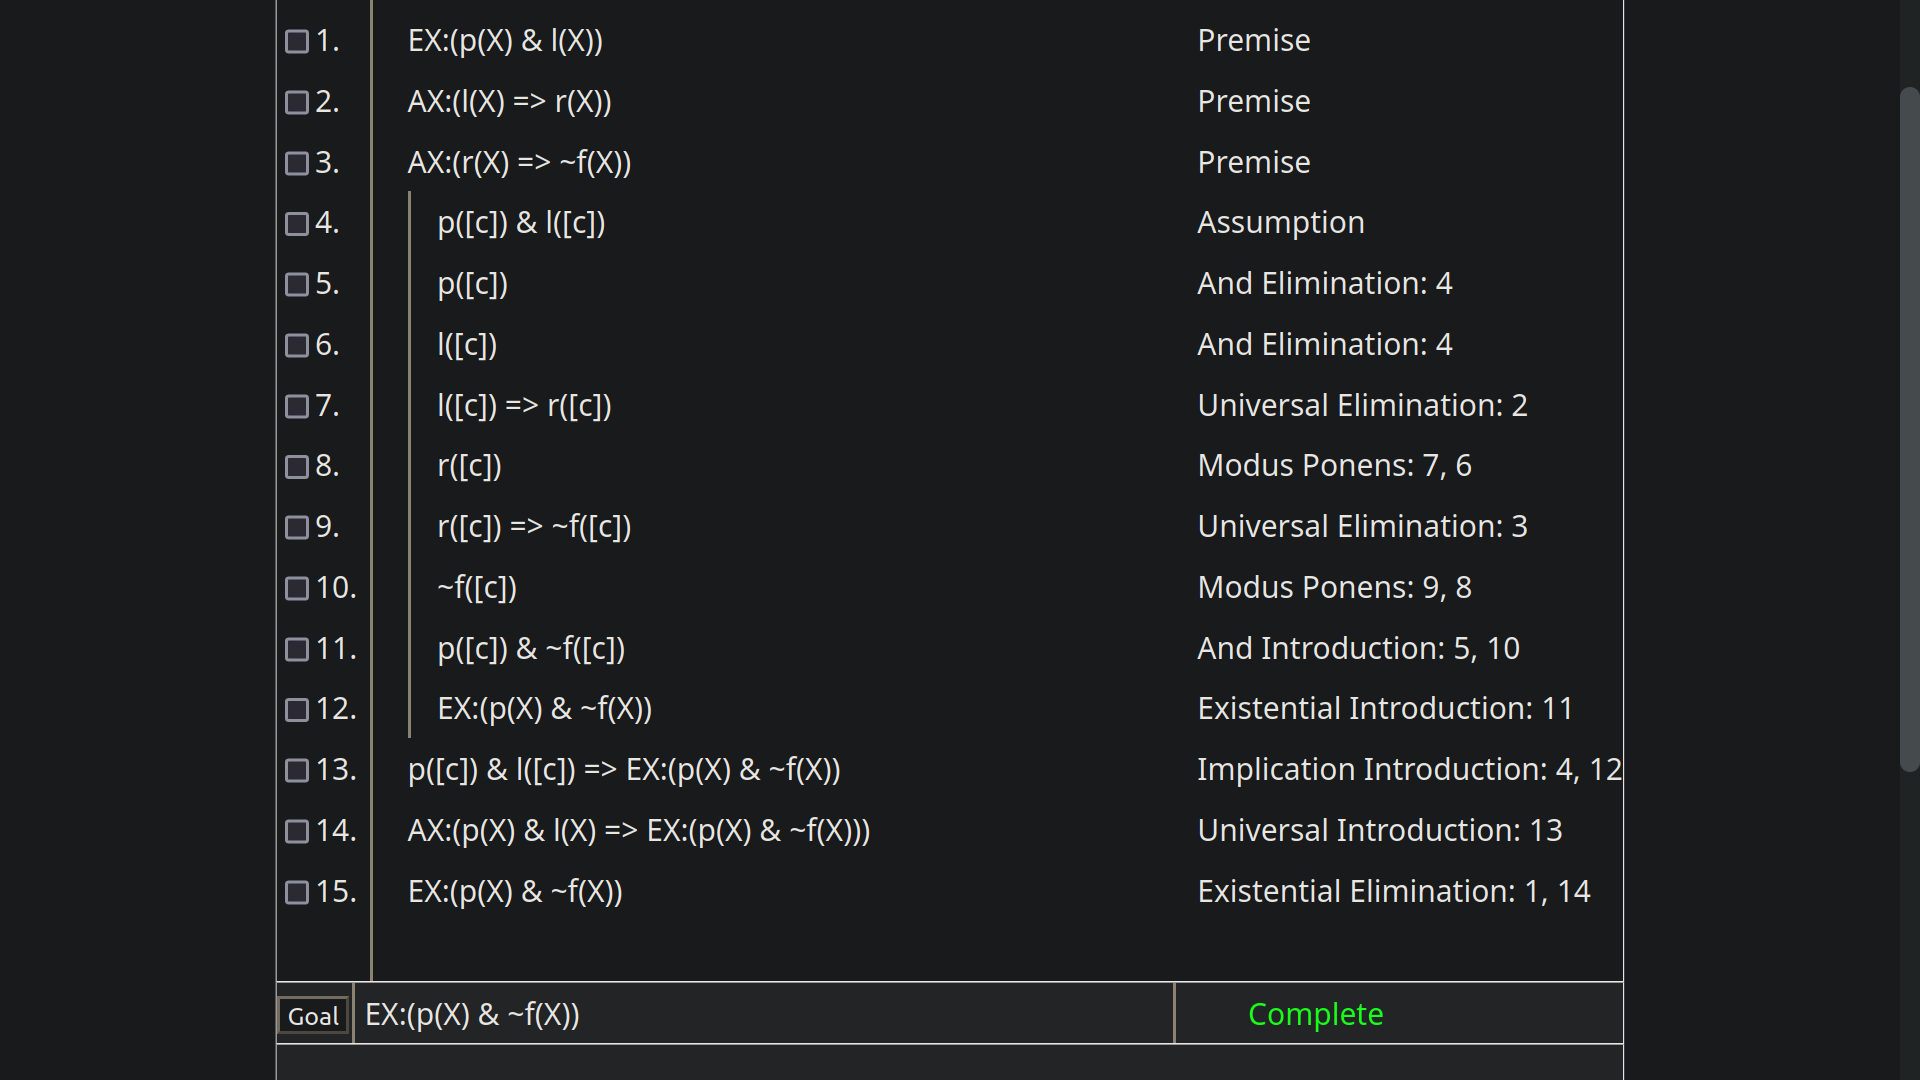 1. EX:(p(X) & l(X)) Premise
2. AX:(l(X) => r(X)) Premise
3. AX:(r(X) => ~f(X)) Premise
4. p([c]) & l([c]) Assumption
5. p([c]) And Elimination: 4
6. l([c]) And Elimination: 4
7. l([c]) => r([c]) Universal Elimination: 2
8. r([c]) Modus Ponens: 7, 6
9. r([c]) => ~f([c]) Universal Elimination: 3
10. ~f([c]) Modus Ponens: 9, 8
11. p([c]) & ~f([c]) And Introduction: 5, 10
12. EX:(p(X) & ~f(X)) Existential Introduction: 11
13. p([c]) & l([c]) => EX:(p(X) & ~f(X)) Implication Introduction: 4, 12
14. AX:(p(X) & l(X) => EX:(p(X) & ~f(X))) Universal Introduction: 13
15. EX:(p(X) & ~f(X)) Existential Elimination: 1, 14
Goal EX:(p(X) & ~f(X)) Complete